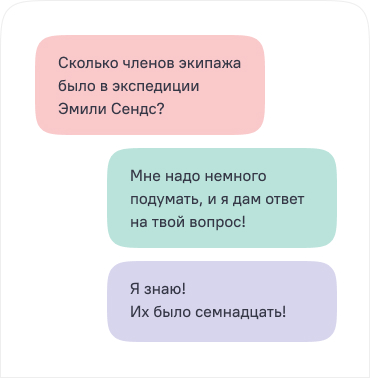 Сколько членов экипажа
было в экспедиции
Эмили Сендс?
Мне надо немного
подумать, и я дам ответ
на твой вопрос!
Я знаю!
Их было семнадцать!